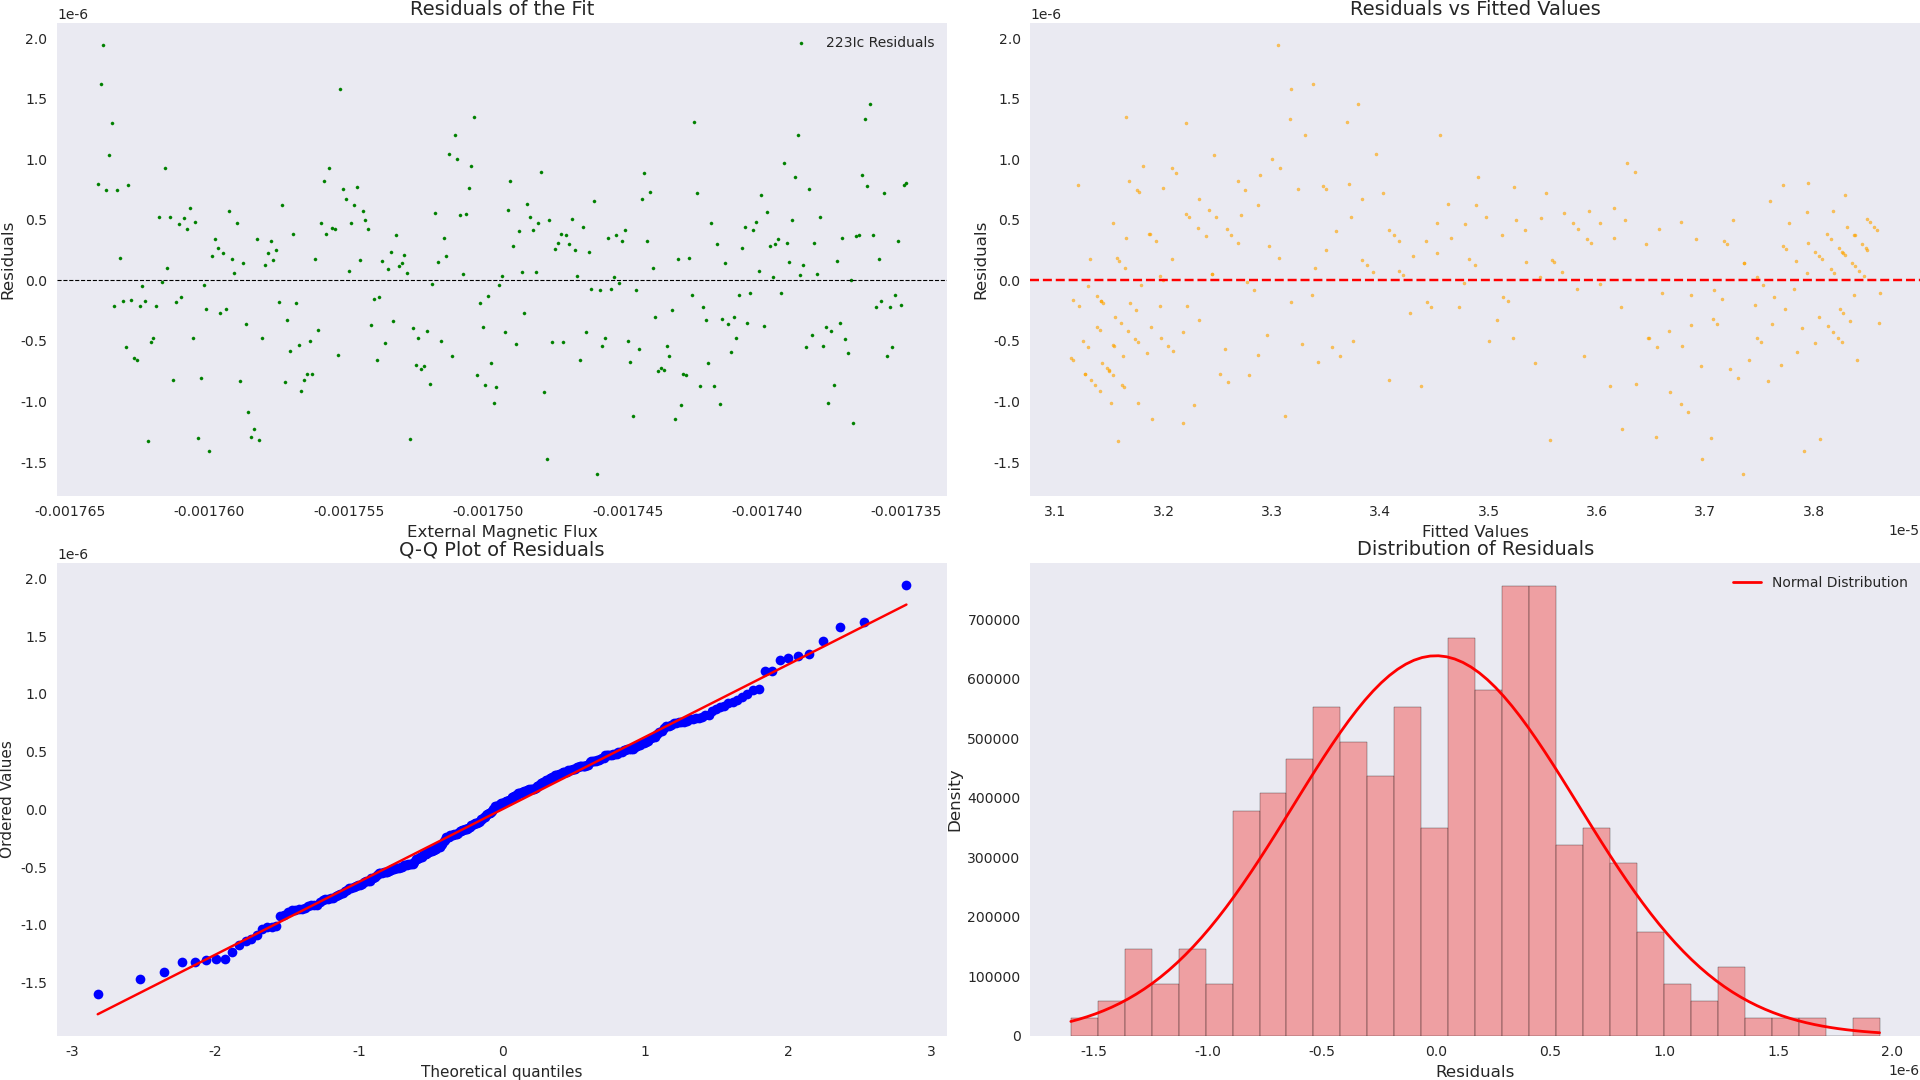 Residuals of the Fit
1e-6
223Ic Residuals
2.0
1.5
1.0
0.5
0.0
-0.5
-1.0
-1.5
Residuals
-0.001765 -0.001760 -0.001755 -0.001750 -0.001745 -0.001740 -0.001735
External Magnetic Flux
Residuals vs Fitted Values
1e-6
2.0
1.5
1.0
0.5
0.0
-0.5
-1.0
-1.5
Residuals
3.1 3.2 3.3 3.4 3.5 3.6 3.7 3.8
1e-5
Fitted Values
Q-Q Plot of Residuals
1e-6
2.0
1.5
1.0
0.5
0.0
-0.5
-1.0
-1.5
Ordered Values
-3 -2 -1 0 1 2 3
Theoretical quantiles
Distribution of Residuals
Normal Distribution
700000
600000
500000
400000
300000
200000
100000
0
Density
-1.5 -1.0 -0.5 0.0 0.5 1.0 1.5 2.0
1e-6
Residuals